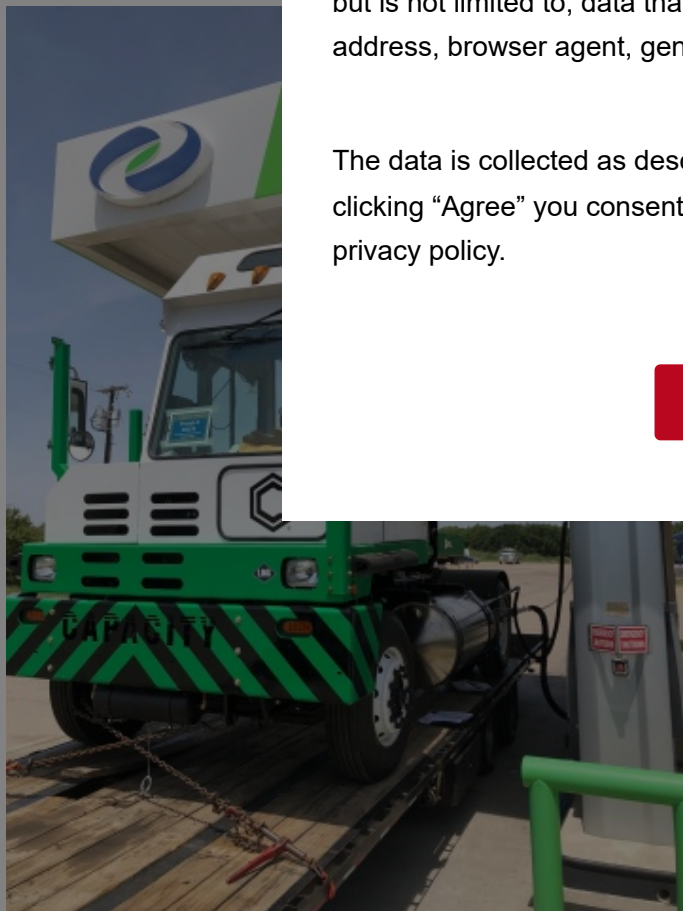 but is not limited to, data tha
address, browser agent, gen
The data is collected as desc
clicking “Agree” you consent
privacy policy.
CAPACITY